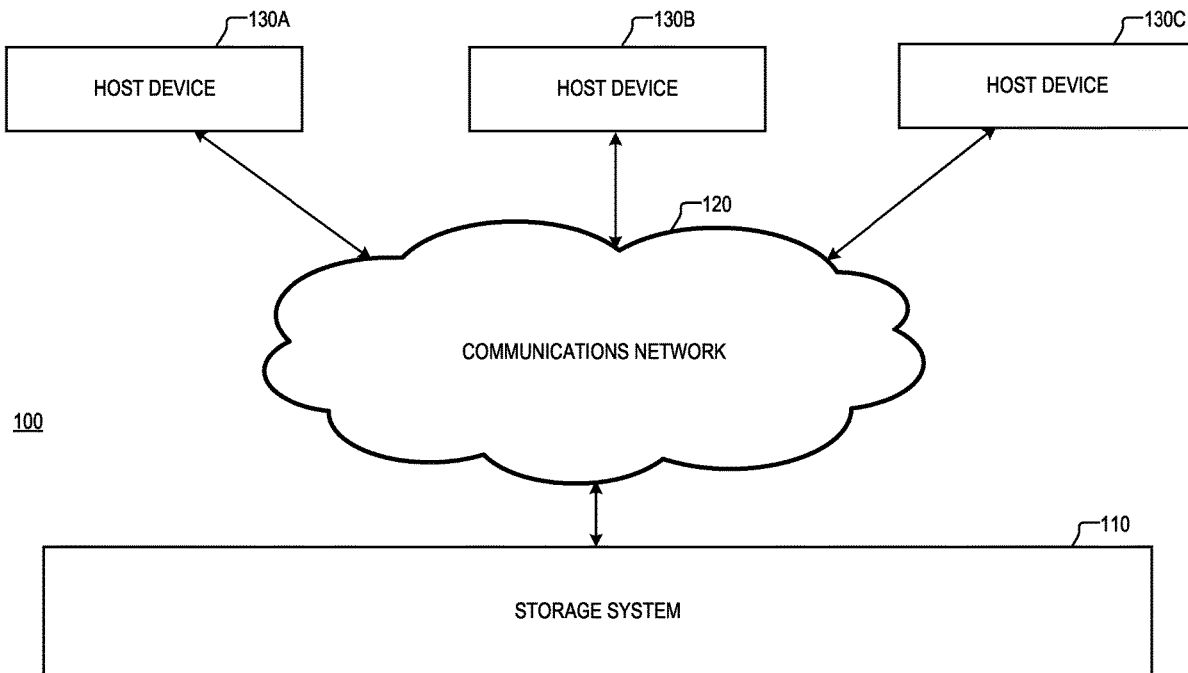 130A
130B
130C
HOST DEVICE
HOST DEVICE
HOST DEVICE
120
COMMUNICATIONS NETWORK
100
110
STORAGE SYSTEM